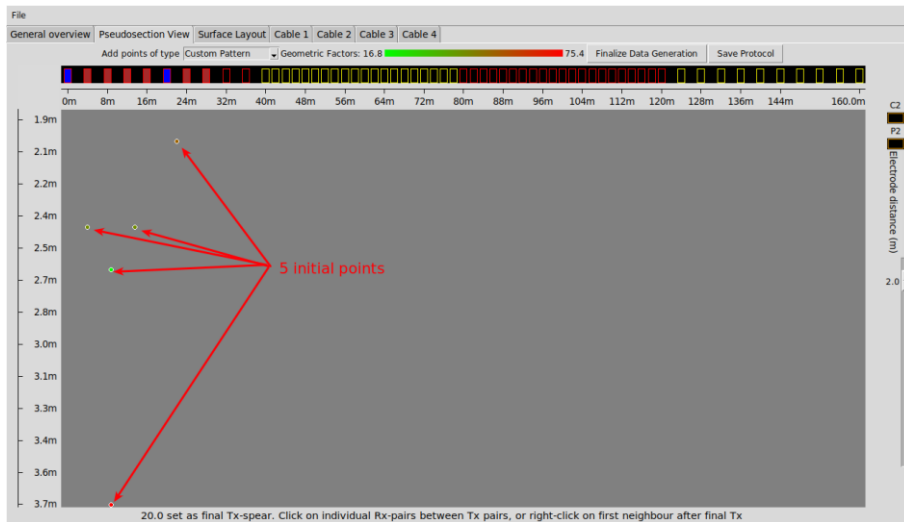 File
General overview Pseudosection View Surface Layout Cable 1 Cable 2 Cable 3 Cable 4
Add points of type Custom Pattern Geometric Factors: 16.8 75.4 Finalize Data Generation Save Protocol
0m 8m 16m 24m 32m 40m 48m 56m 64m 72m 80m 88m 96m 104m 112m 120m 128m 136m 144m 160.0m
C2
P2
Electrode distance (m)
2.0
1.9m
2.1m
2.2m
2.4m
2.5m
2.7m
2.8m
3.0m
3.1m
3.2m
3.4m
3.6m
3.7m
5 initial points
20.0 set as final Tx-spear. Click on individual Rx-pairs between Tx pairs, or right-click on first neighbour after final Tx